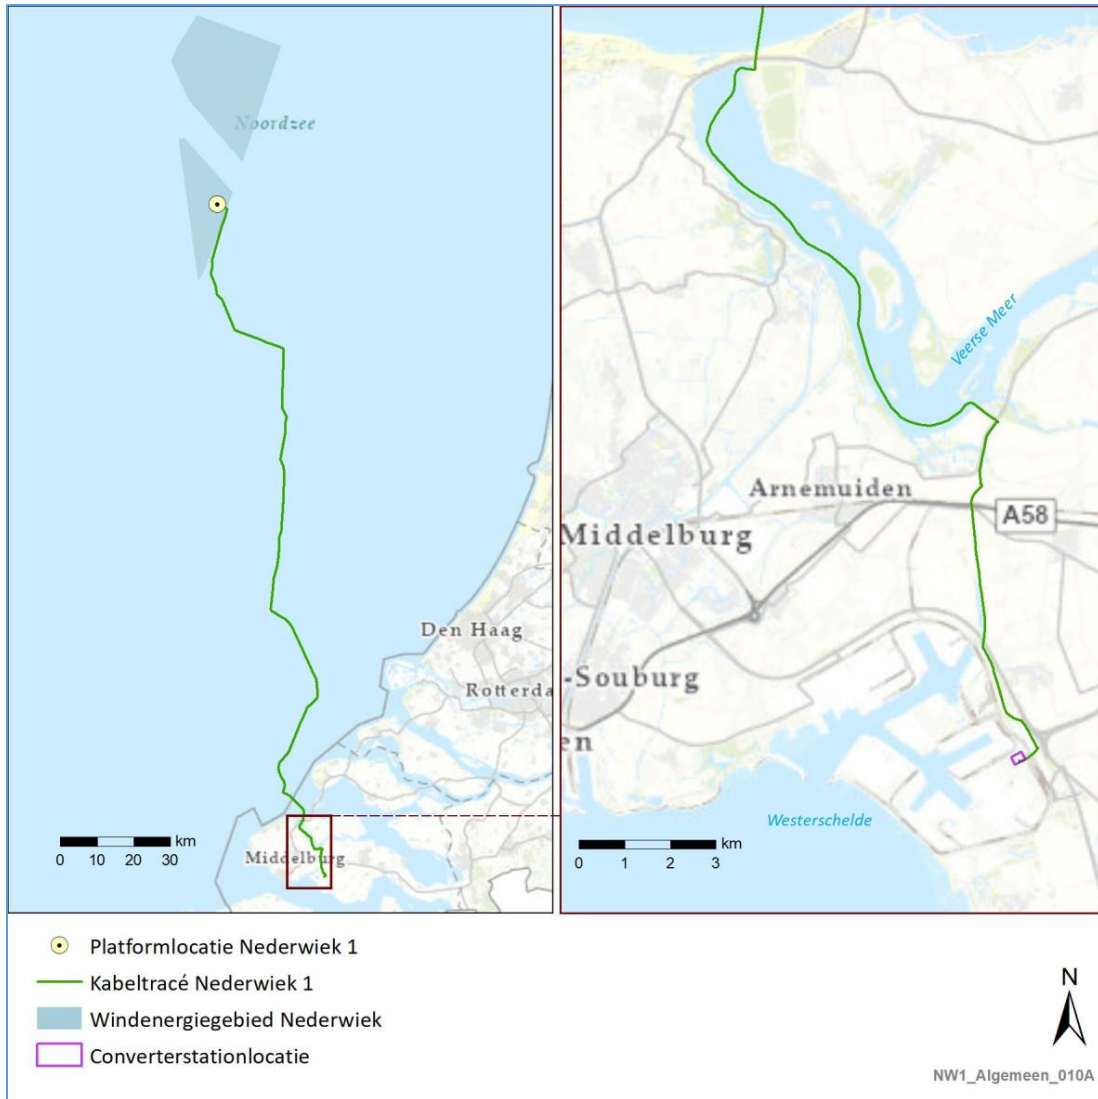 Noordzee
Den Haag
Rotterda
Middelburg
km
0 10 20 30
Veerse Meer
Arnemuiden
A58
Middelburg
-Souburg
en
Westerschelde
km
0 1 2 3
Platformlocatie Nederwiek 1
Kabeltracé Nederwiek 1
Windenergiegebied Nederwiek
Converterstationlocatie
N
NW1_Algemeen_010A